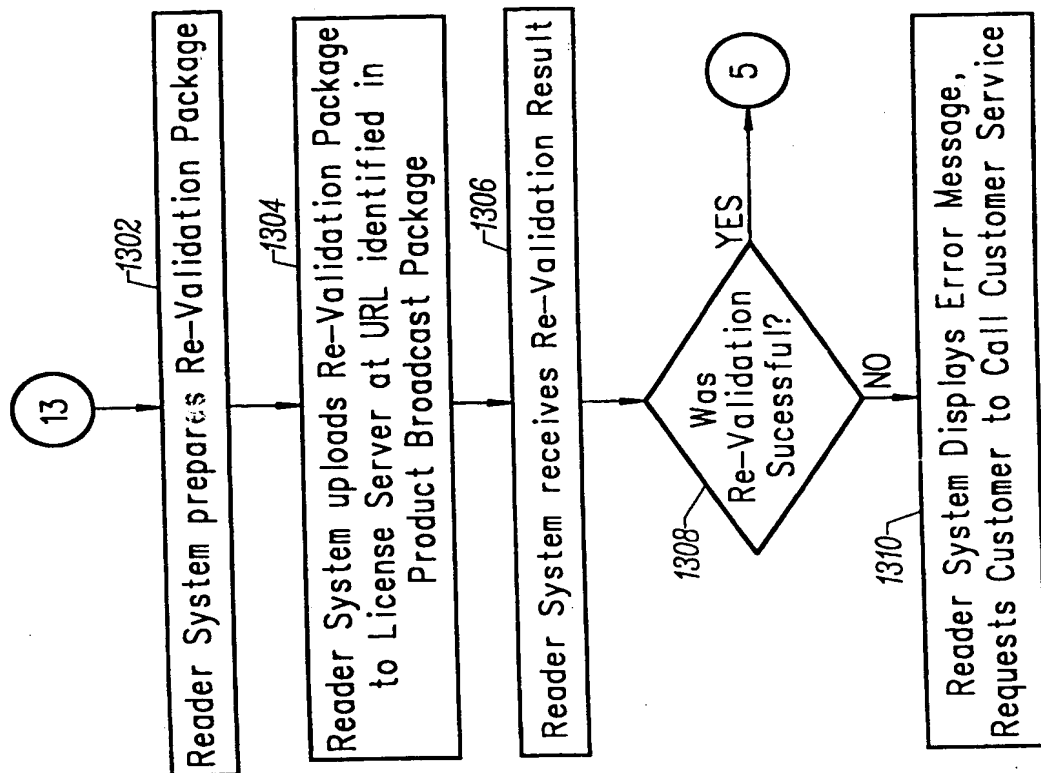 13
1302
Reader System prepares Re-Validation Package
1304
Reader System uploads Re-Validation Package
to License Server at URL identified in
Product Broadcast Package
1306
Reader System receives Re-Validation Result
1308
Was
Re-Validation
Sucessful?
YES
5
NO
1310
Reader System Displays Error Message,
Requests Customer to Call Customer Service